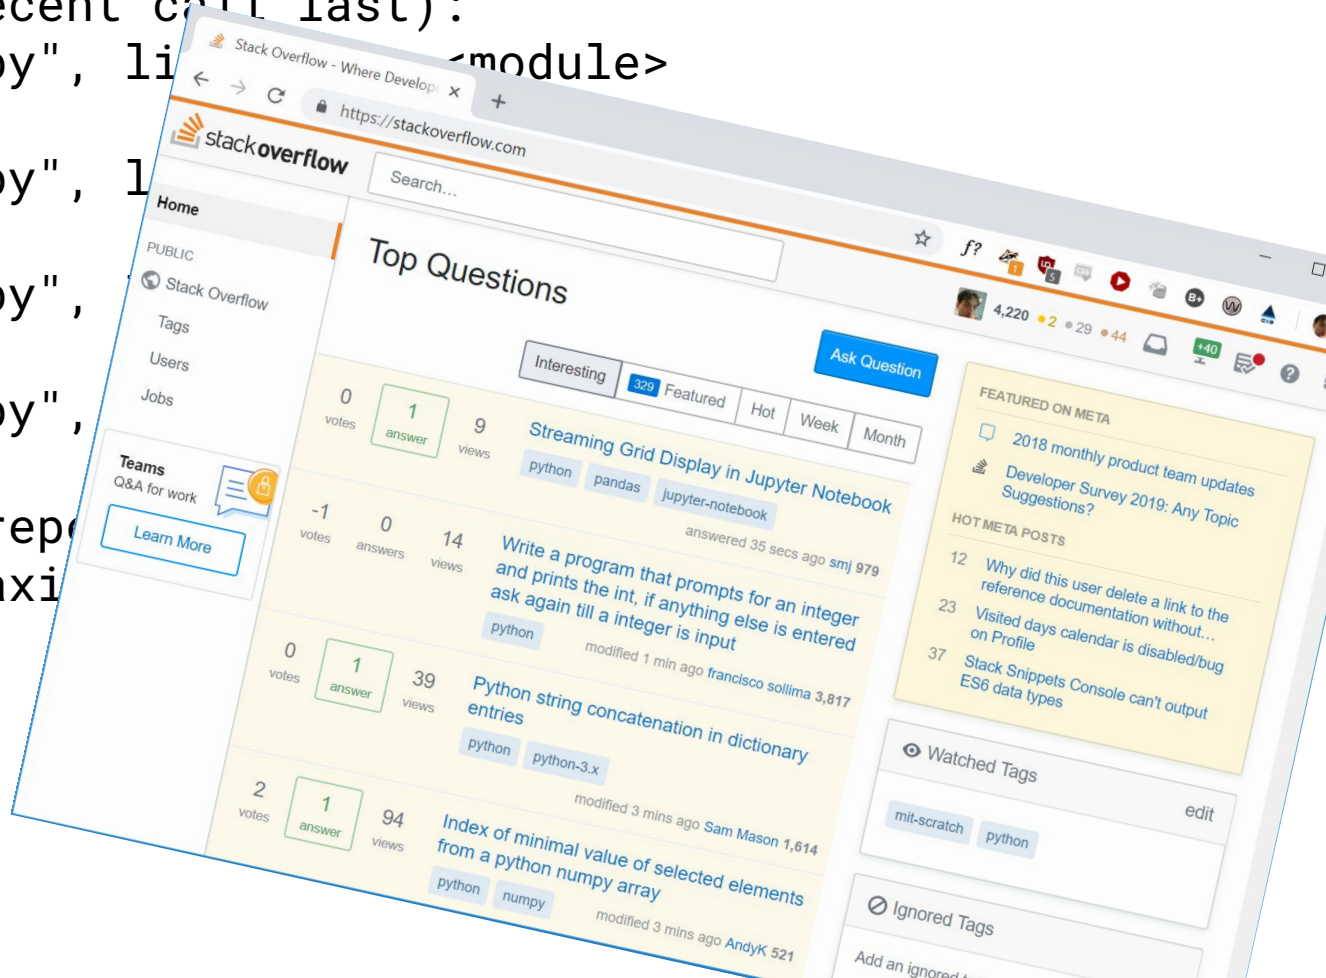 ecent call last):
py", li <module>
py", l
py",
py",
repe
axi
Stack Overflow - Where Develop
https://stackoverflow.com
stackoverflow
Search...
f?
1
5
B+
W
4,220 2 29 44
+40
?
Home
PUBLIC
Stack Overflow
Tags
Users
Jobs
Teams
Q&A for work
Learn More
Top Questions
Ask Question
Interesting 329 Featured Hot Week Month
0 1 9
votes answer views
Streaming Grid Display in Jupyter Notebook
python pandas jupyter-notebook
answered 35 secs ago smj 979
-1 0 14
votes answers views
Write a program that prompts for an integer
and prints the int, if anything else is entered
ask again till a integer is input
python
modified 1 min ago francisco sollima 3,817
0 1 39
votes answer views
Python string concatenation in dictionary
entries
python python-3.x
modified 3 mins ago Sam Mason 1,614
2 1 94
votes answer views
Index of minimal value of selected elements
from a python numpy array
python numpy
modified 3 mins ago AndyK 521
FEATURED ON META
2018 monthly product team updates
Developer Survey 2019: Any Topic
Suggestions?
HOT META POSTS
12 Why did this user delete a link to the
reference documentation without...
23 Visited days calendar is disabled/bug
on Profile
37 Stack Snippets Console can't output
ES6 data types
Watched Tags
edit
mit-scratch python
Ignored Tags
Add an ignored